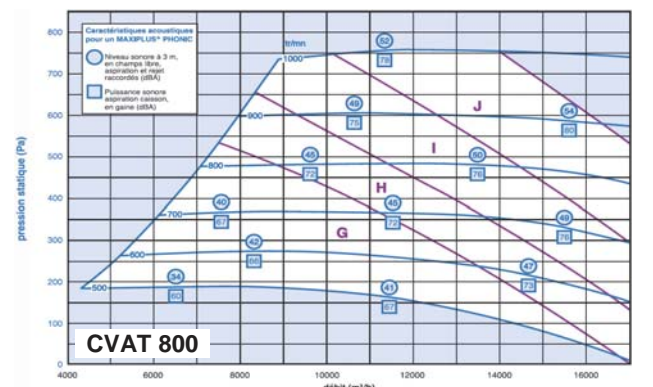 Caractéristiques acoustiques
pour un MAXIPLUS® PHONIC
Niveau sonore à 3 m,
en champs libre,
aspiration et rejet
raccordés (dBA)
Puissance sonore
aspiration caisson,
en gaine (dBA)
pression statique (Pa)
800
700
600
500
400
300
200
100
0
tr/mn
1000
900
800
700
600
500
52
78
49
75
54
80
45
72
50
76
40
67
45
72
49
76
42
68
47
73
34
60
41
67
J
I
H
G
CVAT 800
4000
6000
8000
10000
12000
14000
16000
débit (m³/h)